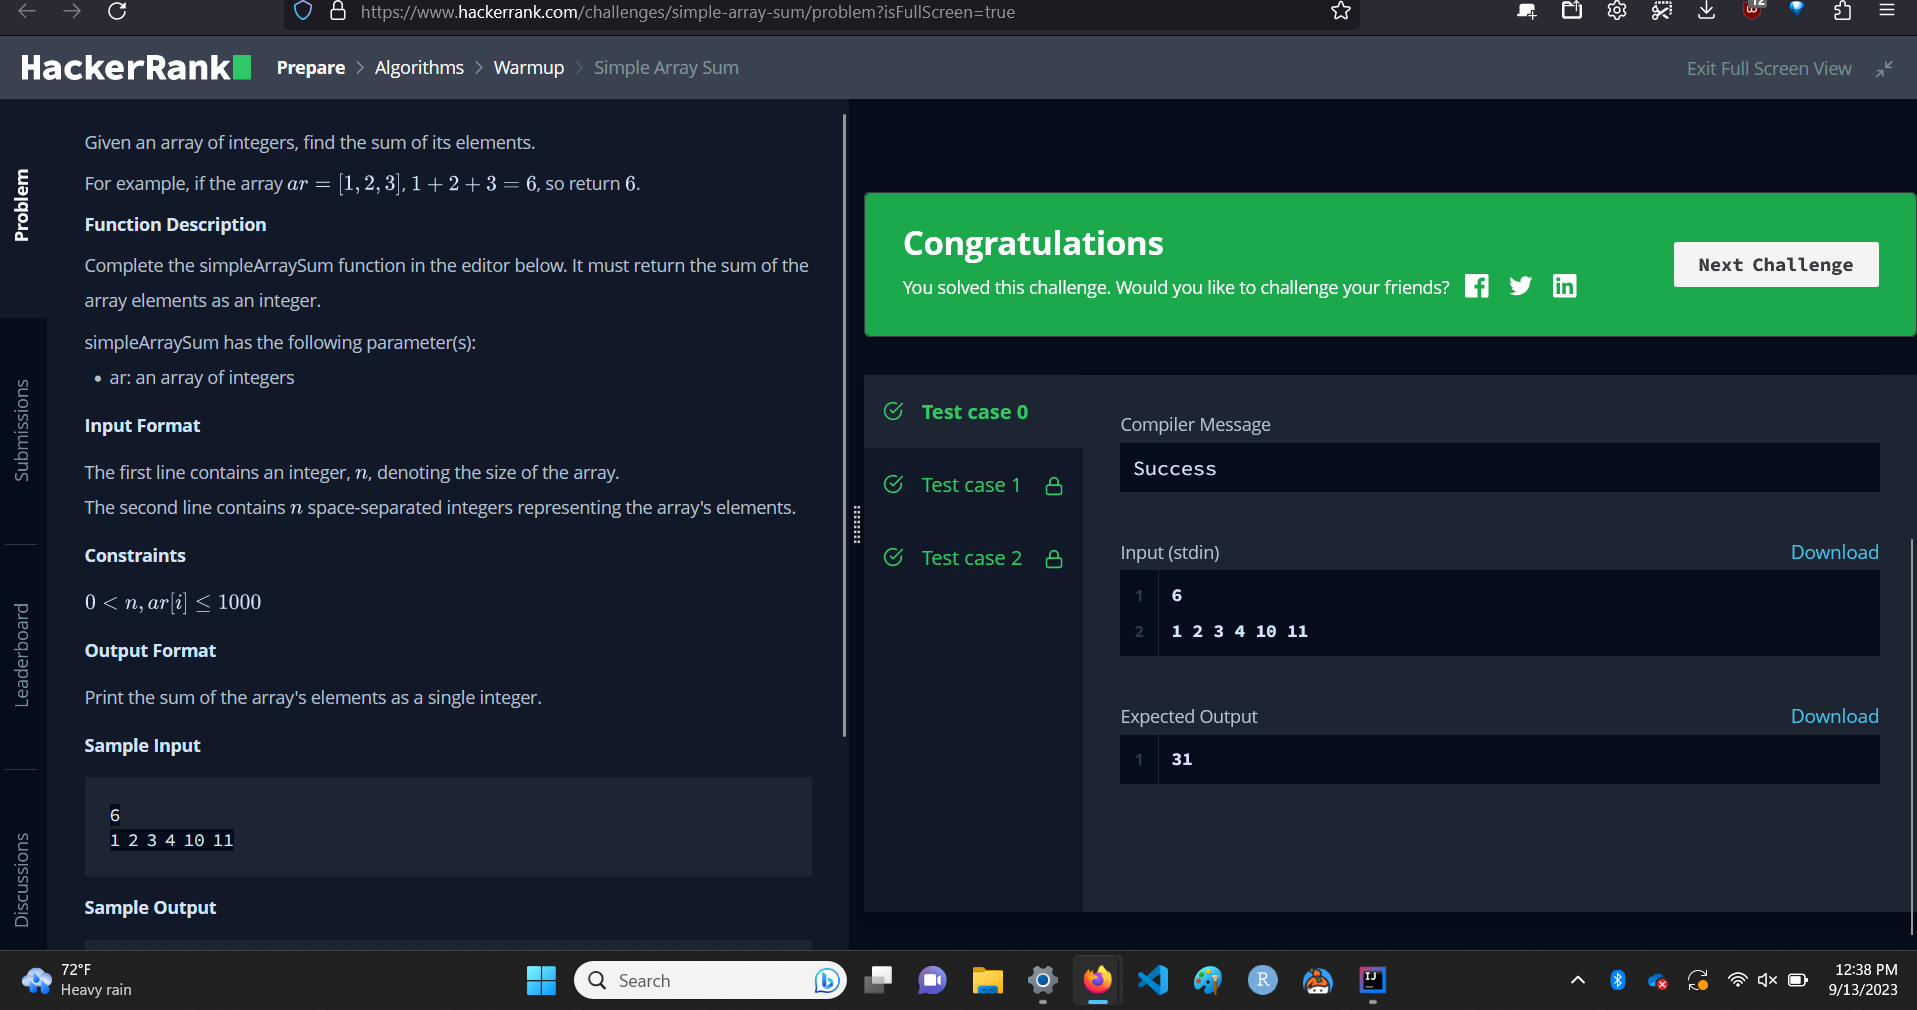 https://www.hackerrank.com/challenges/simple-array-sum/problem?isFullScreen=true
12
HackerRank
Prepare > Algorithms > Warmup > Simple Array Sum
Exit Full Screen View
Problem
Submissions
Leaderboard
Discussions
Given an array of integers, find the sum of its elements.
For example, if the array ar = [1, 2, 3], 1 + 2 + 3 = 6, so return 6.
Function Description
Complete the simpleArraySum function in the editor below. It must return the sum of the
array elements as an integer.
simpleArraySum has the following parameter(s):
• ar: an array of integers
Input Format
The first line contains an integer, n, denoting the size of the array.
The second line contains n space-separated integers representing the array's elements.
Constraints
0 < n, ar[i] ≤ 1000
Output Format
Print the sum of the array's elements as a single integer.
Sample Input
6
1 2 3 4 10 11
Sample Output
Congratulations
You solved this challenge. Would you like to challenge your friends?
Next Challenge
Test case 0
Test case 1
Test case 2
Compiler Message
Success
Input (stdin)
Download
1 6
2 1 2 3 4 10 11
Expected Output
Download
1 31
72°F
Heavy rain
Search
12:38 PM
9/13/2023